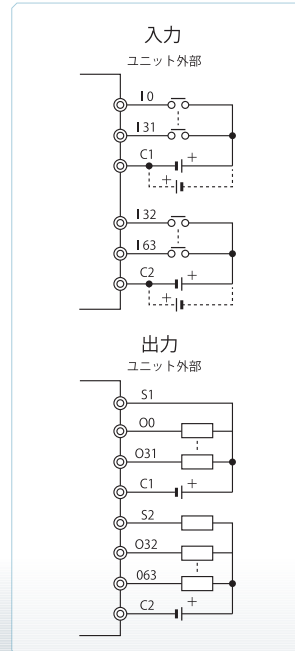 入力
ユニット外部
I0
I31
C1
+
+
I32
I63
C2
+
+
出力
ユニット外部
S1
O0
O31
C1
+
S2
O32
063
C2
+